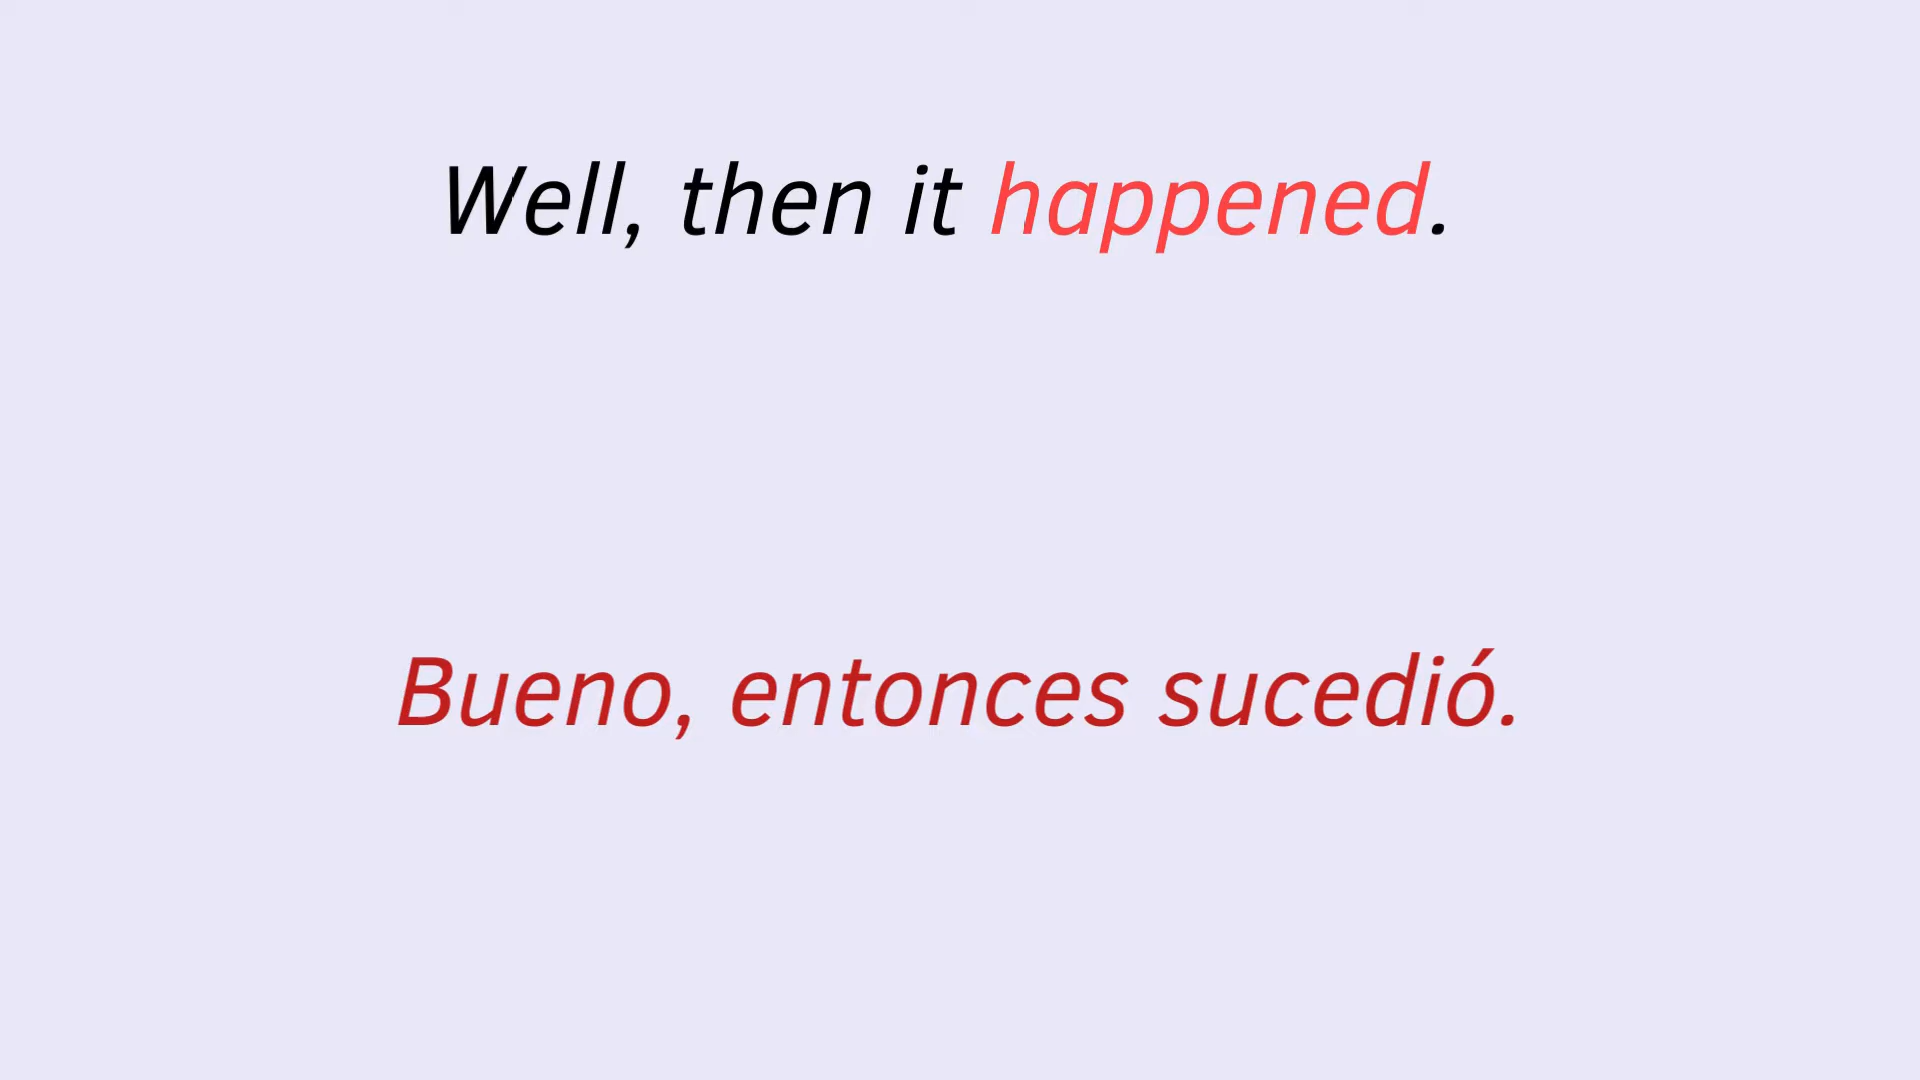 Well, then it happened.
Bueno, entonces sucedió.